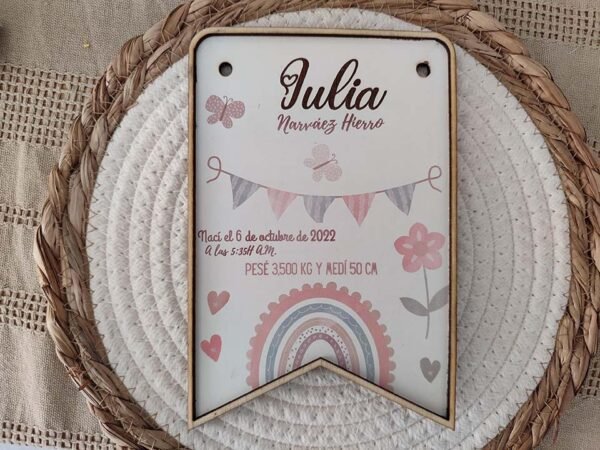 Iulia
Narváez Hierro
Nací el 6 de octubre de 2022
A las 5:35H A.M.
PESÉ 3,500 KG Y MEDÍ 50 CM